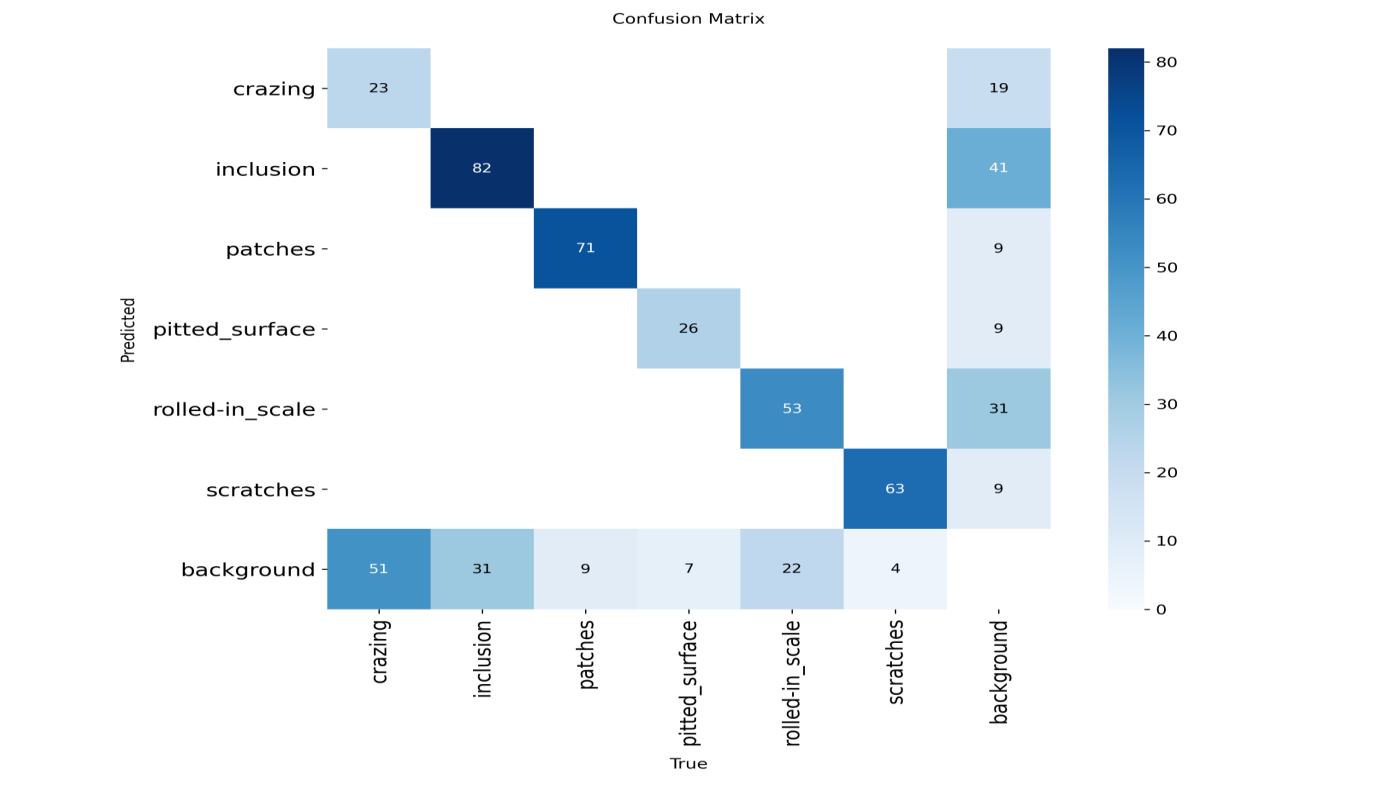 Confusion Matrix
crazing
23
19
80
70
inclusion
82
41
60
patches
71
9
50
Predicted
pitted_surface
26
9
40
rolled-in_scale
53
31
30
20
scratches
63
9
10
background
51
31
9
7
22
4
0
crazing
inclusion
patches
pitted_surface
rolled-in_scale
scratches
background
True